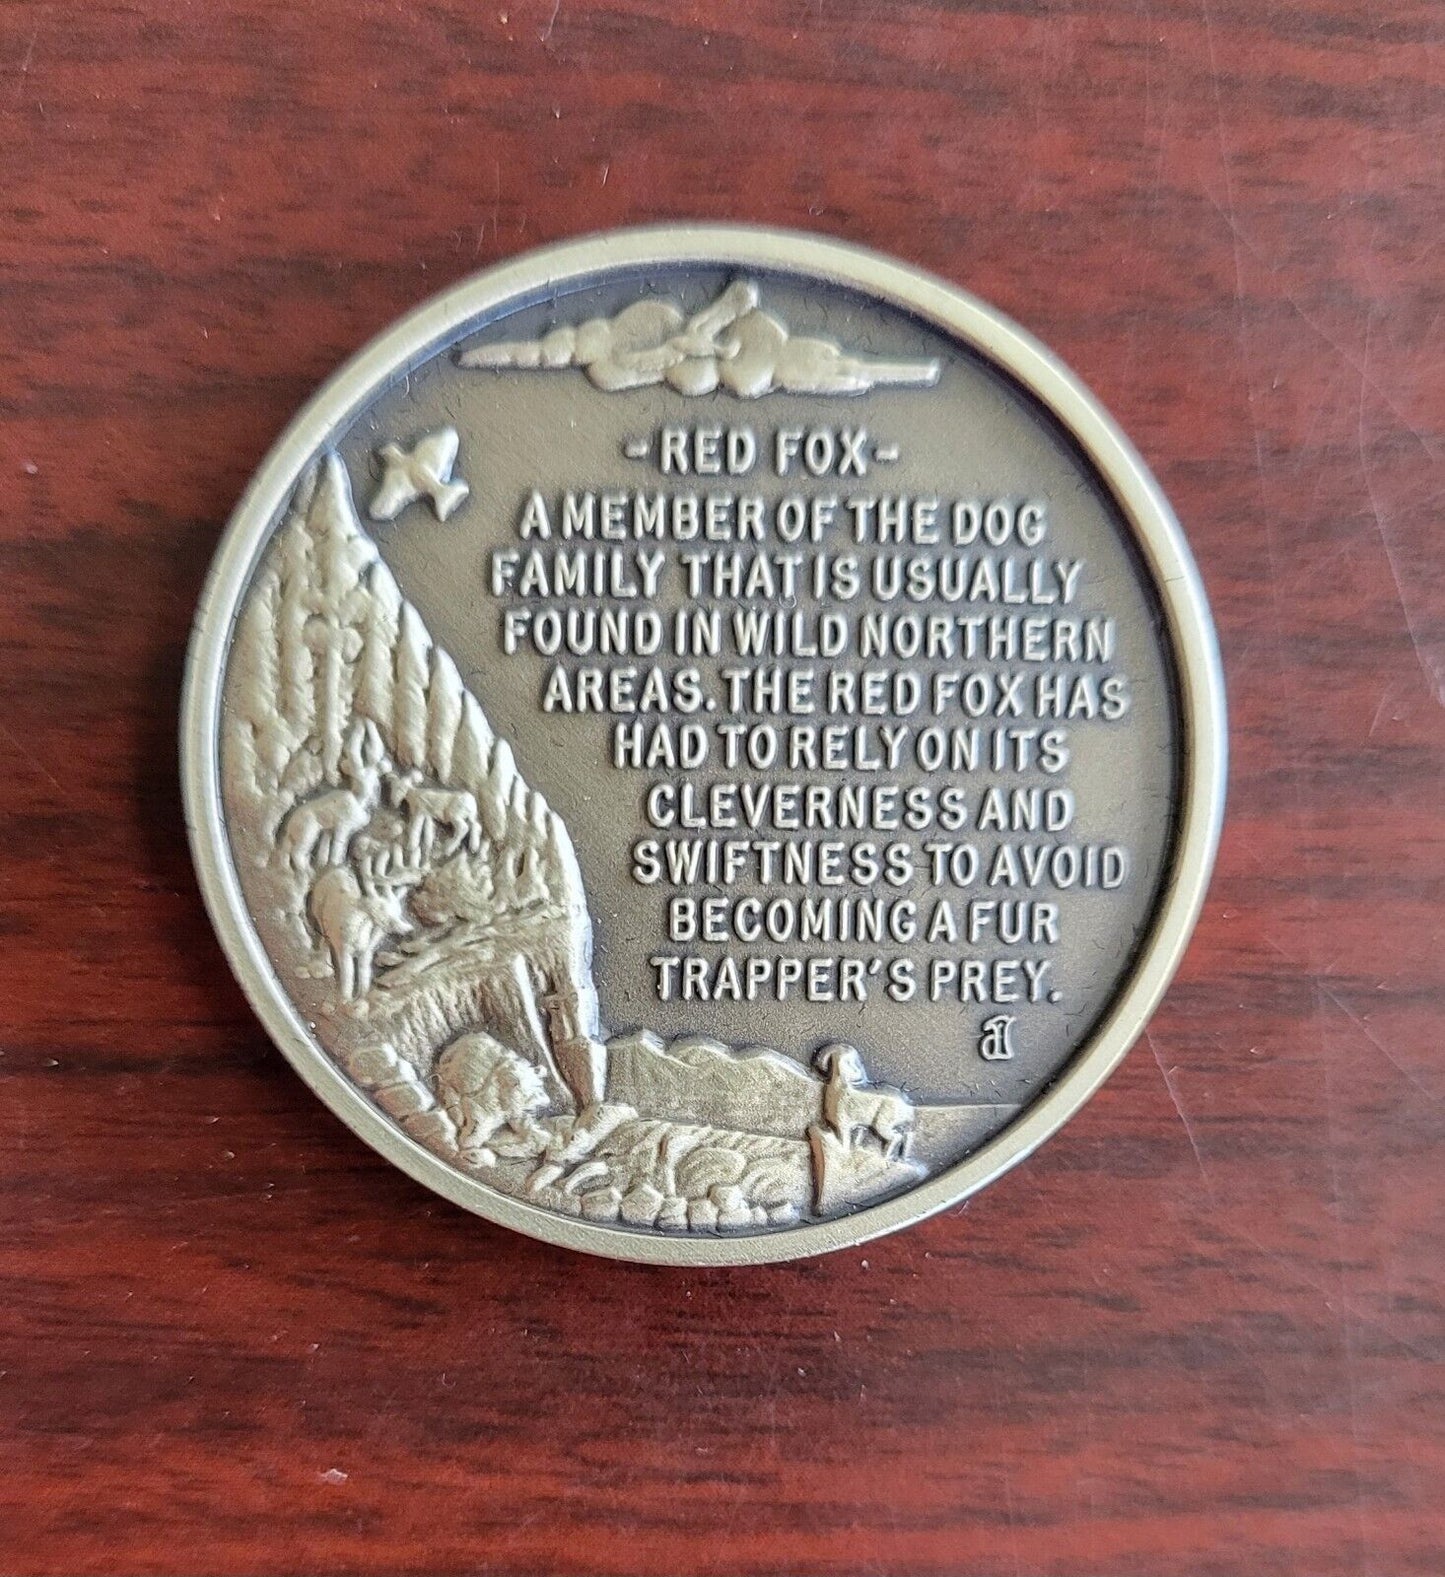 -RED FOX-
A MEMBER OF THE DOG
FAMILY THAT IS USUALLY
FOUND IN WILD NORTHERN
AREAS. THE RED FOX HAS
HAD TO RELY ON ITS
CLEVERNESS AND
SWIFTNESS TO AVOID
BECOMING A FUR
TRAPPER'S PREY.